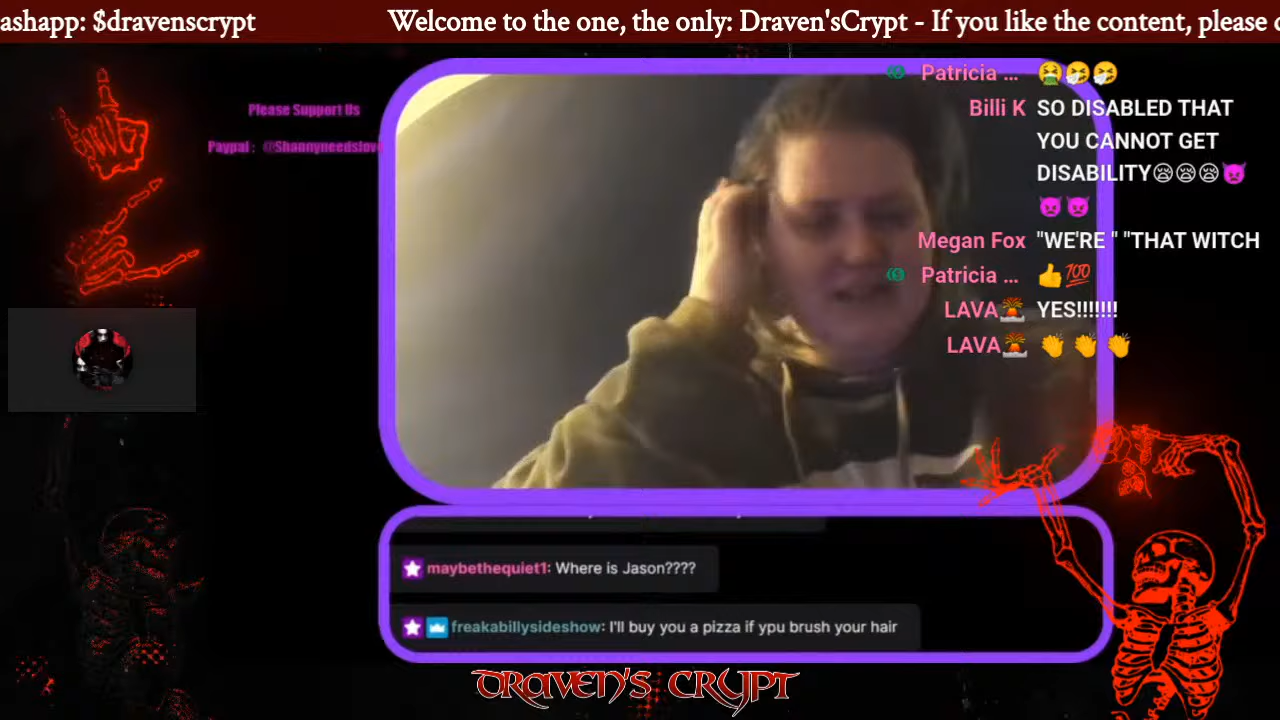 ashapp: $dravenscrypt
Welcome to the one, the only: Draven'sCrypt - If you like the content, please
Please Support Us
Paypal : @Shannyneedslove
Patricia ... 🤮🤧🤧
Billi K SO DISABLED THAT
YOU CANNOT GET
DISABILITY😪😪😪👿
👿👿
Megan Fox "WE'RE " "THAT WITCH
Patricia ... 👍💯
LAVA🌋 YES!!!!!!!
LAVA🌋 👏 👏 👏
maybethequiet1: Where is Jason????
freakabillysideshow: I'll buy you a pizza if ypu brush your hair
DRAVEN'S CRYPT